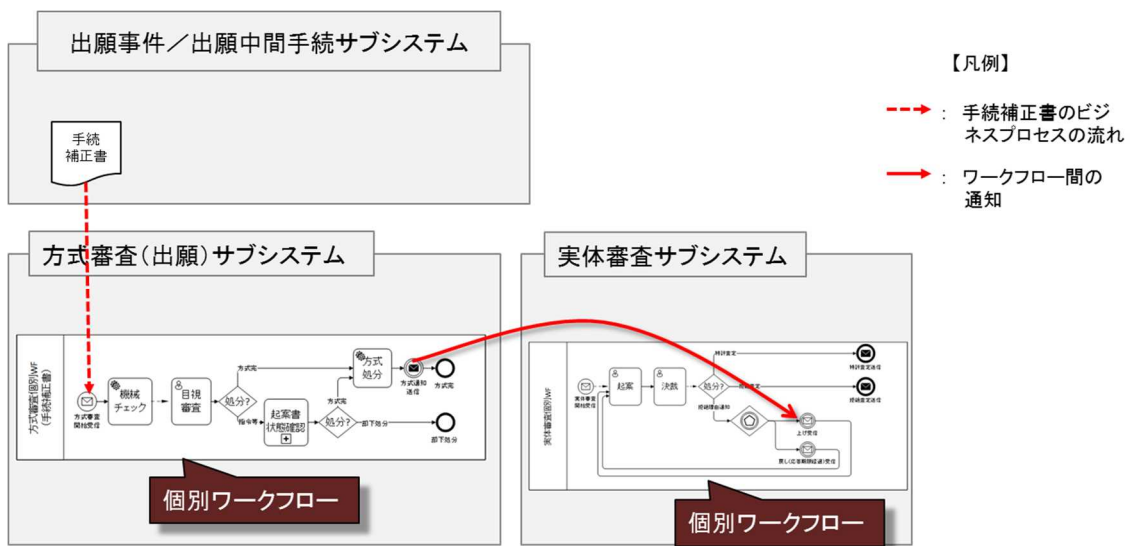 出願事件／出願中間手続サブシステム
手続
補正書
【凡例】
： 手続補正書のビジ
ネスプロセスの流れ
： ワークフロー間の
通知
方式審査（出願）サブシステム
方式審査個別WF
（手続補正書）
方式審査
開始受信
機械
チェック
目視
審査
処分?
方式完
指令等
起案書
状態確認
方式完
処分?
方式
処分
方式通知
送信
方式完
却下処分
却下処分
個別ワークフロー
実体審査サブシステム
実体審査個別WF
実体審査
開始受信
起案
決裁
処分?
特許査定
特許査定送信
拒絶査定送信
拒絶理由通知
上げ受信
戻し(応答期間経過)受信
個別ワークフロー